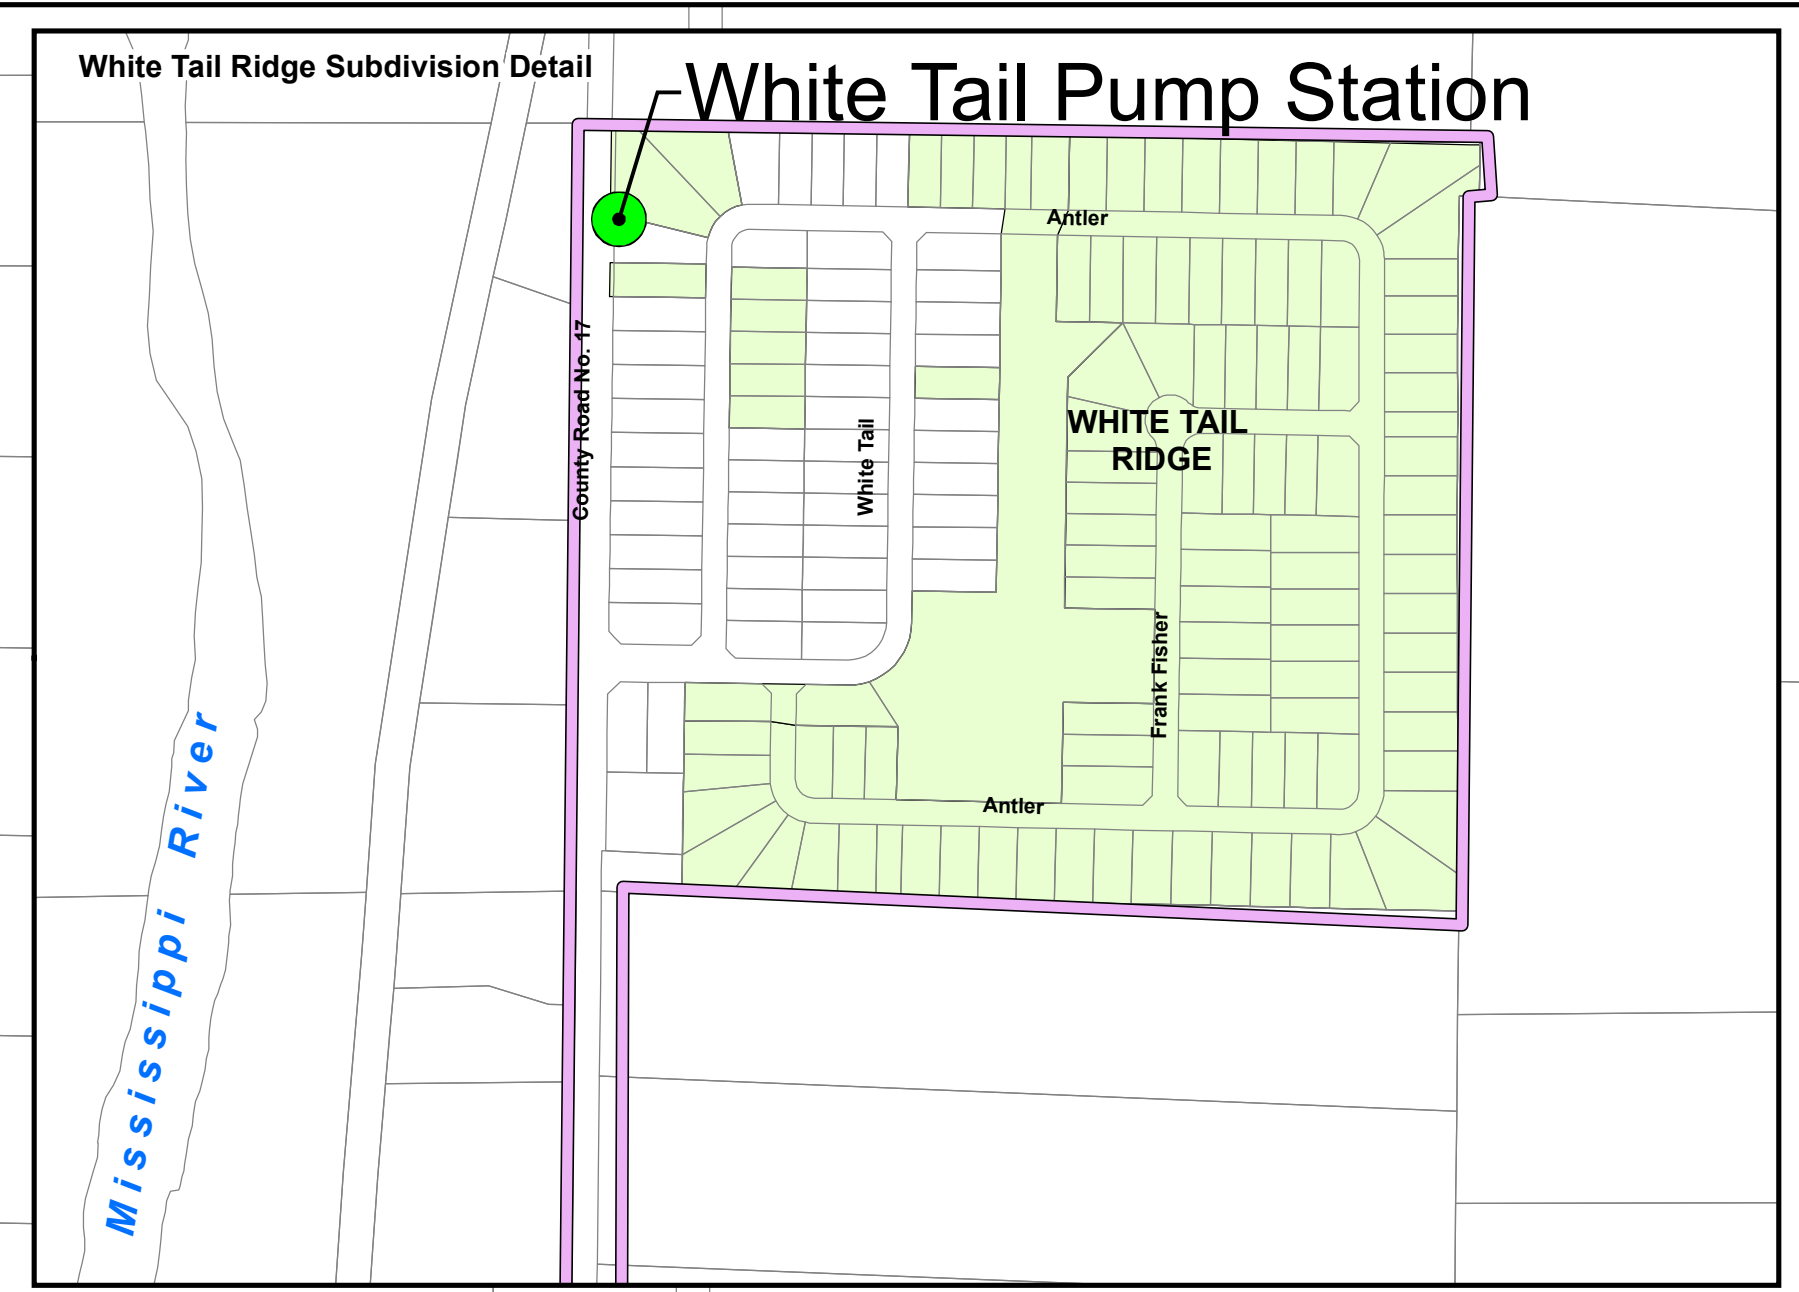 White Tail Ridge Subdivision Detail
White Tail Pump Station
Antler
County Road No. 17
White Tail
WHITE TAIL
RIDGE
Frank Fisher
Antler
Mississippi River